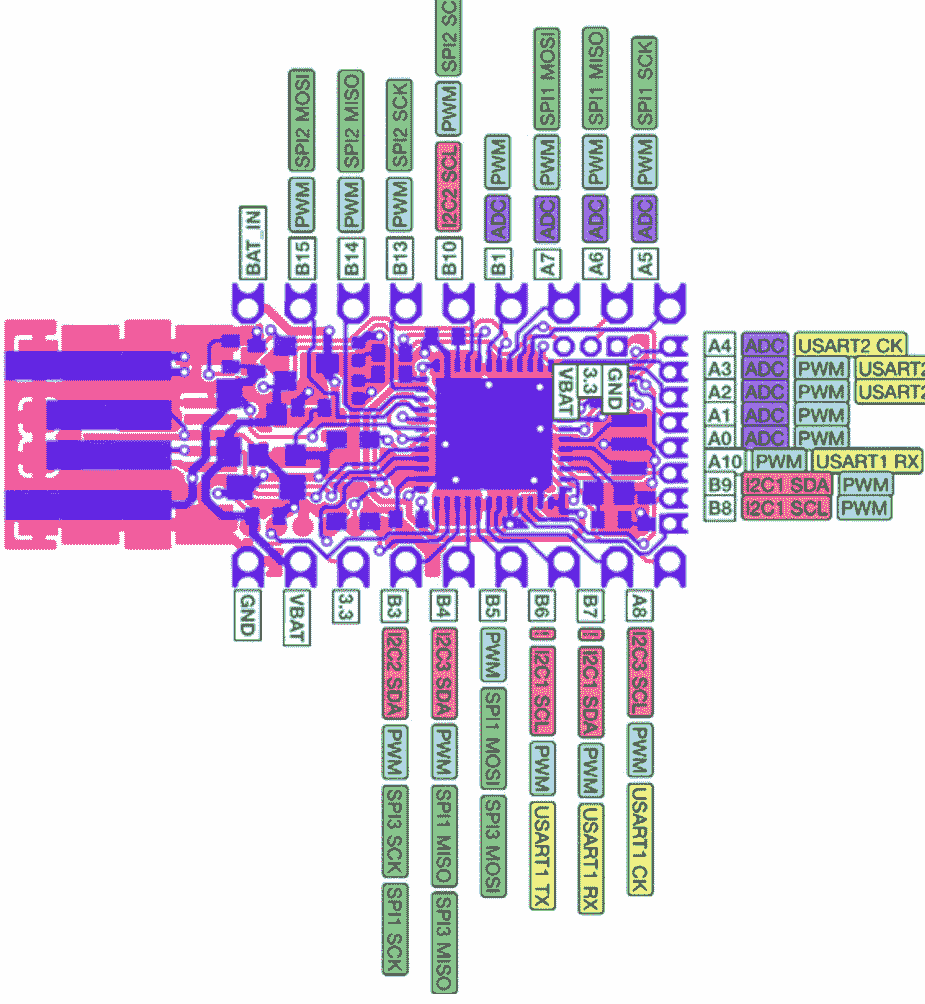 BAT_IN
B15 PWM SPI2 MOSI
B14 PWM SPI2 MISO
B13 PWM SPI2 SCK
B10 I2C2 SCL PWM SPI2 SC
B1 ADC PWM
A7 ADC PWM SPI1 MOSI
A6 ADC PWM SPI1 MISO
A5 ADC PWM SPI1 SCK
VBAT
3.3
GND
A4 ADC USART2 CK
A3 ADC PWM USART2
A2 ADC PWM USART2
A1 ADC PWM
A0 ADC PWM
A10 PWM USART1 RX
B9 I2C1 SDA PWM
B8 I2C1 SCL PWM
GND
VBAT
3.3
B3 I2C2 SDA PWM SPI3 SCK SPI1 SCK
B4 I2C3 SDA PWM SPI1 MISO SPI3 MISO
B5 PWM SPI1 MOSI SPI3 MOSI
B6 I2C1 SCL PWM USART1 TX
B7 I2C1 SDA PWM USART1 RX
A8 I2C3 SCL PWM USART1 CK